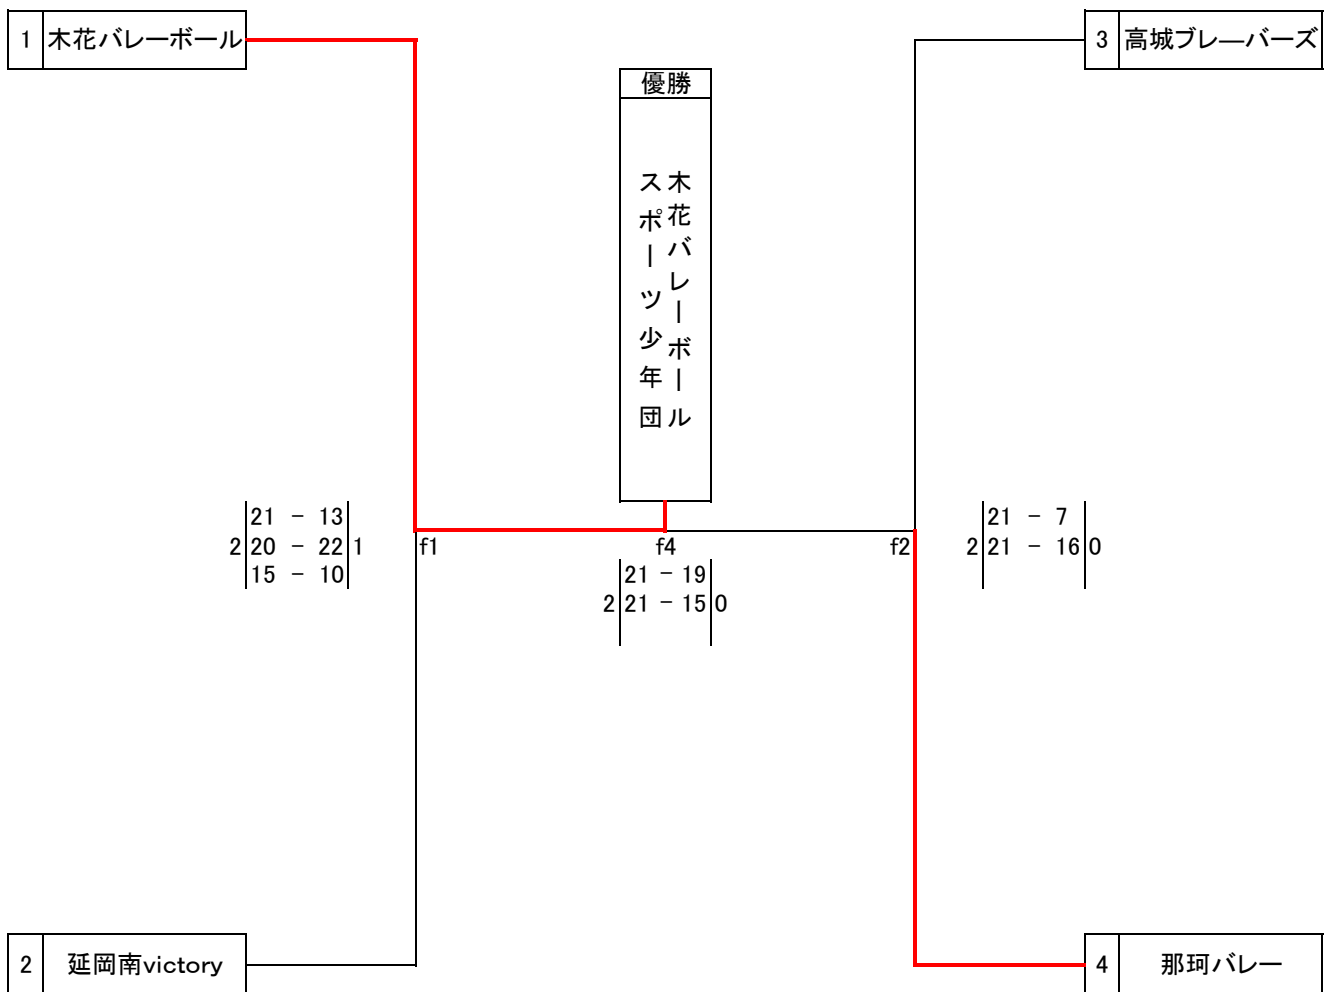 1 木花バレーボール
3 高城ブレ―バーズ
優勝
木花バレーボール
スポーツ少年団
21 - 13
2 20 - 22 1
15 - 10
f1
f4
21 - 19
2 21 - 15 0
f2
21 - 7
2 21 - 16 0
2 延岡南victory
4 那珂バレー